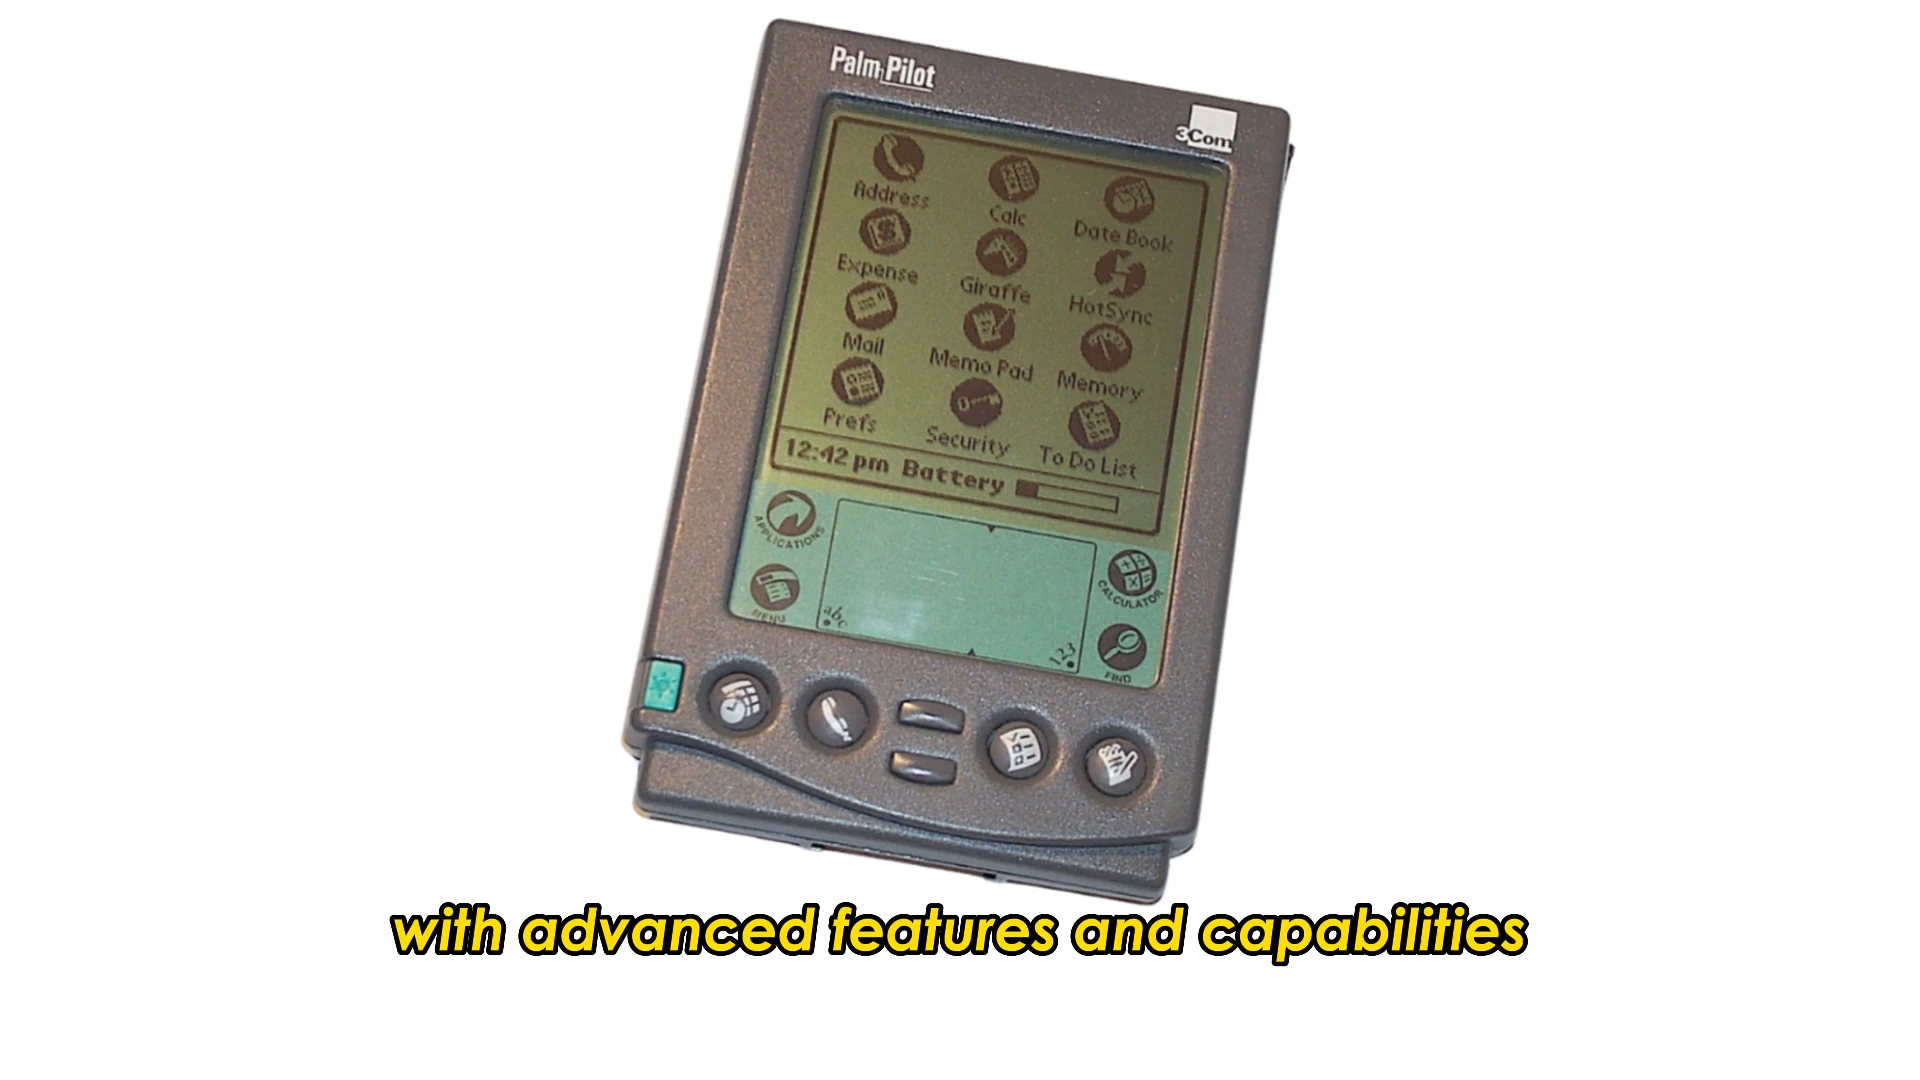 PalmPilot
3Com
Address
Calc
Date Book
Expense
Giraffe
HotSync
Mail
Memo Pad
Memory
Prefs
Security
To Do List
12:42 pm Battery
APPLICATIONS
MENU
abc
123
CALCULATOR
FIND
with advanced features and capabilities